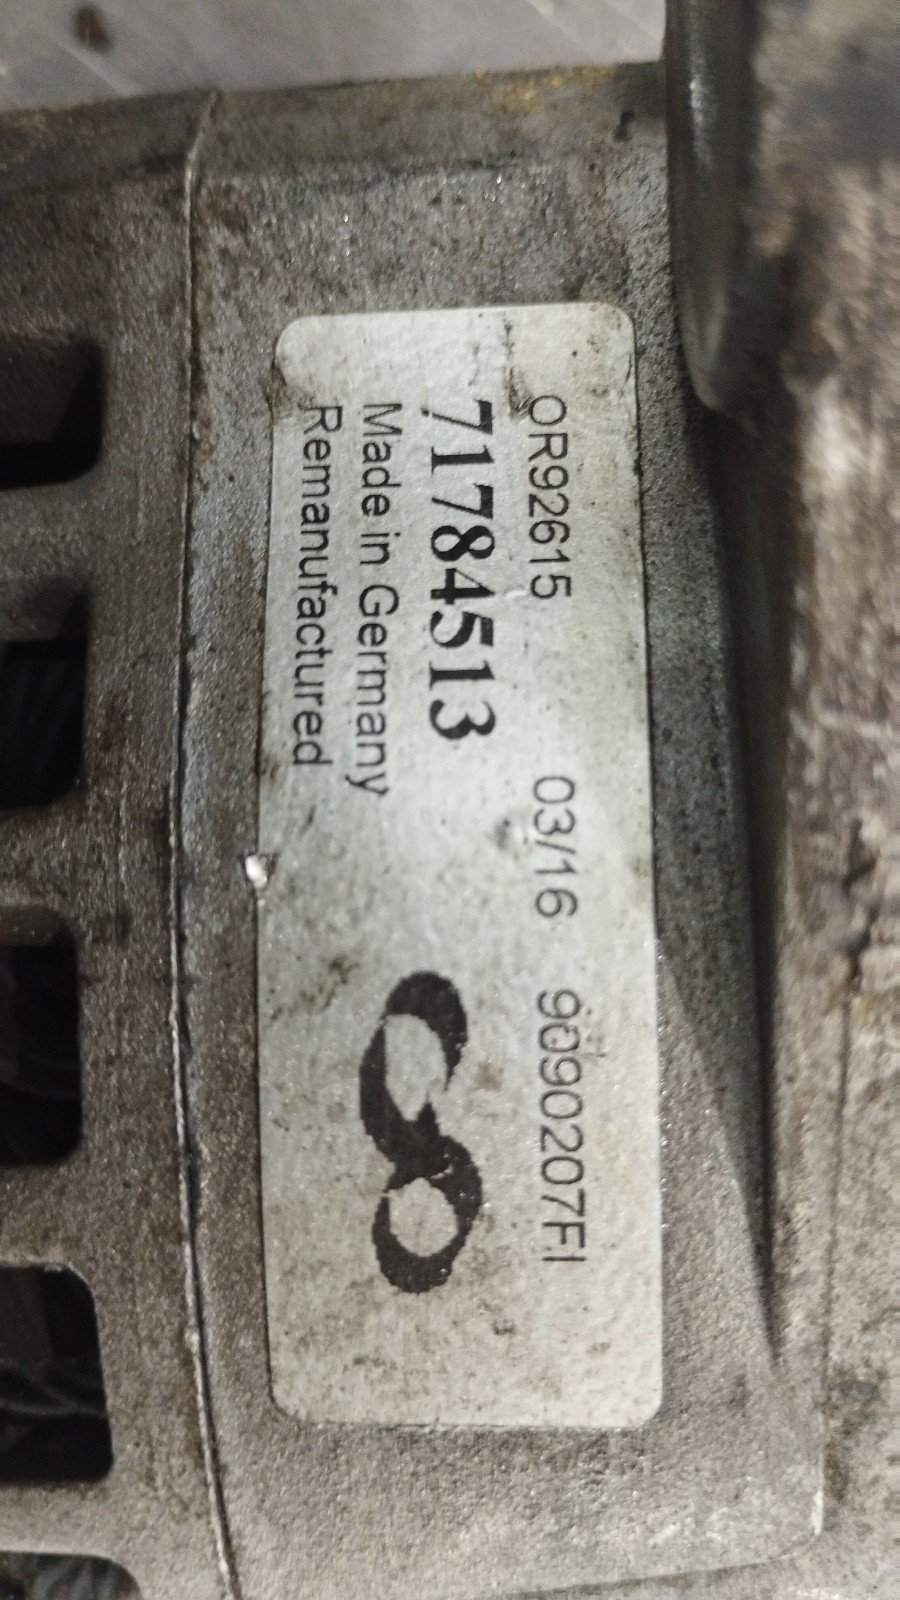 OR92615 03/16 9090207FI
71784513
Made in Germany
Remanufactured